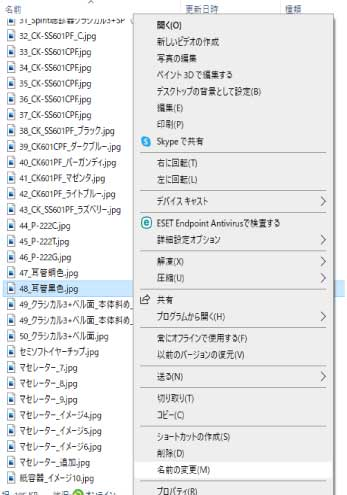 名前 更新日時 種類
31_Spirit聴診器クラシカル3+SP
32_CK-SS601PF_C.jpg
33_CK-SS601CPF.jpg
34_CK-SS601CPF.jpg
35_CK-SS601CPF.jpg
36_CK-SS601CPF.jpg
37_CK-SS601CPF.jpg
38_CK_SS601PF_ブラック.jpg
39_CK601CPF_ダークブルー.jpg
40_CK601PF_バーガンディ.jpg
41_CK601PF_マゼンタ.jpg
42_CK601PF_ライトブルー.jpg
43_CK_SS601PF_ラズベリー.jpg
44_P-222C.jpg
45_P-222T.jpg
46_P-222G.jpg
47_耳管銅色.jpg
48_耳管黒色.jpg
49_クラシカル3+ベル面_本体斜め_
49_クラシカル3+ベル面_本体斜め_
50_クラシカル3+ベル面.jpg
セミソフトイヤーチップ.jpg
マセレーター_7.jpg
マセレーター_8.jpg
マセレーター_9.jpg
マセレーター_イメージ4.jpg
マセレーター_イメージ5.jpg
マセレーター_イメージ6.jpg
マセレーター_追加.jpg
紙容器_イメージ10.jpg
開く(O)
新しいビデオの作成
写真の編集
ペイント 3D で編集する
デスクトップの背景として設定(B)
編集(E)
印刷(P)
Skype で共有
右に回転(T)
左に回転(L)
デバイス キャスト
ESET Endpoint Antivirusで検査する
詳細設定オプション
解凍(X)
圧縮(U)
共有
プログラムから開く(H)
常にオフラインで使用する(F)
以前のバージョンの復元(V)
送る(N)
切り取り(T)
コピー(C)
ショートカットの作成(S)
削除(D)
名前の変更(M)
プロパティ(R)